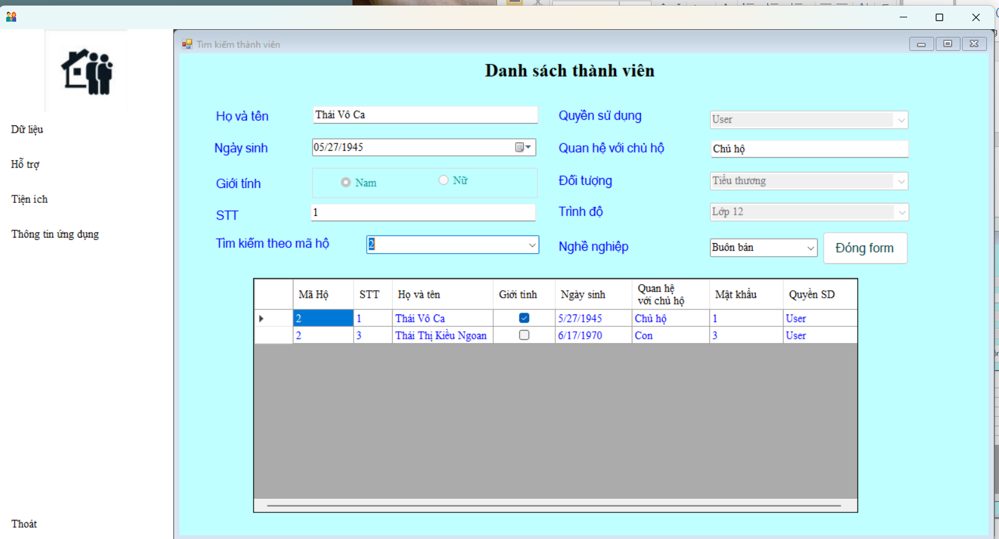 Tìm kiếm thành viên
Danh sách thành viên
Dữ liệu
Hỗ trợ
Tiện ích
Thông tin ứng dụng
Thoát
Họ và tên
Thái Vô Ca
Ngày sinh
05/27/1945
Giới tính
Nam
Nữ
STT
1
Tìm kiếm theo mã hộ
2
Quyền sử dụng
User
Quan hệ với chủ hộ
Chủ hộ
Đối tượng
Tiểu thương
Trình độ
Lớp 12
Nghề nghiệp
Buôn bán
Đóng form
Mã Hộ STT Họ và tên Giới tính Ngày sinh Quan hệ với chủ hộ Mật khẩu Quyền SD
2 1 Thái Vô Ca 5/27/1945 Chủ hộ 1 User
2 3 Thái Thị Kiều Ngoan 6/17/1970 Con 3 User